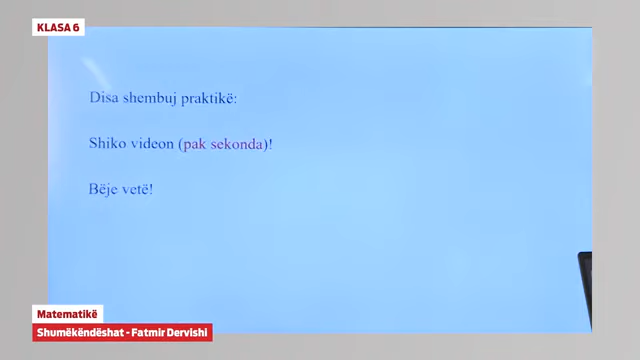 KLASA 6
Disa shembuj praktikë:
Shiko videon (pak sekonda)!
Bëje vetë!
Matematikë
Shumëkëndëshat - Fatmir Dervishi